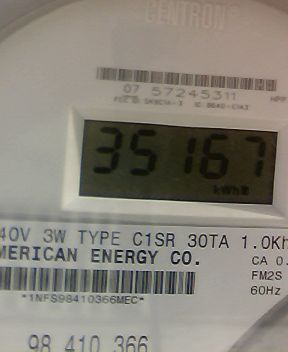 CENTRON®
07 57245311
35167
kWh
40V 3W TYPE C1SR 30TA 1.0Kh
MERICAN ENERGY CO.
CA 0.
FM2S
*1NFS98410366MEC*
60Hz
98 410 366